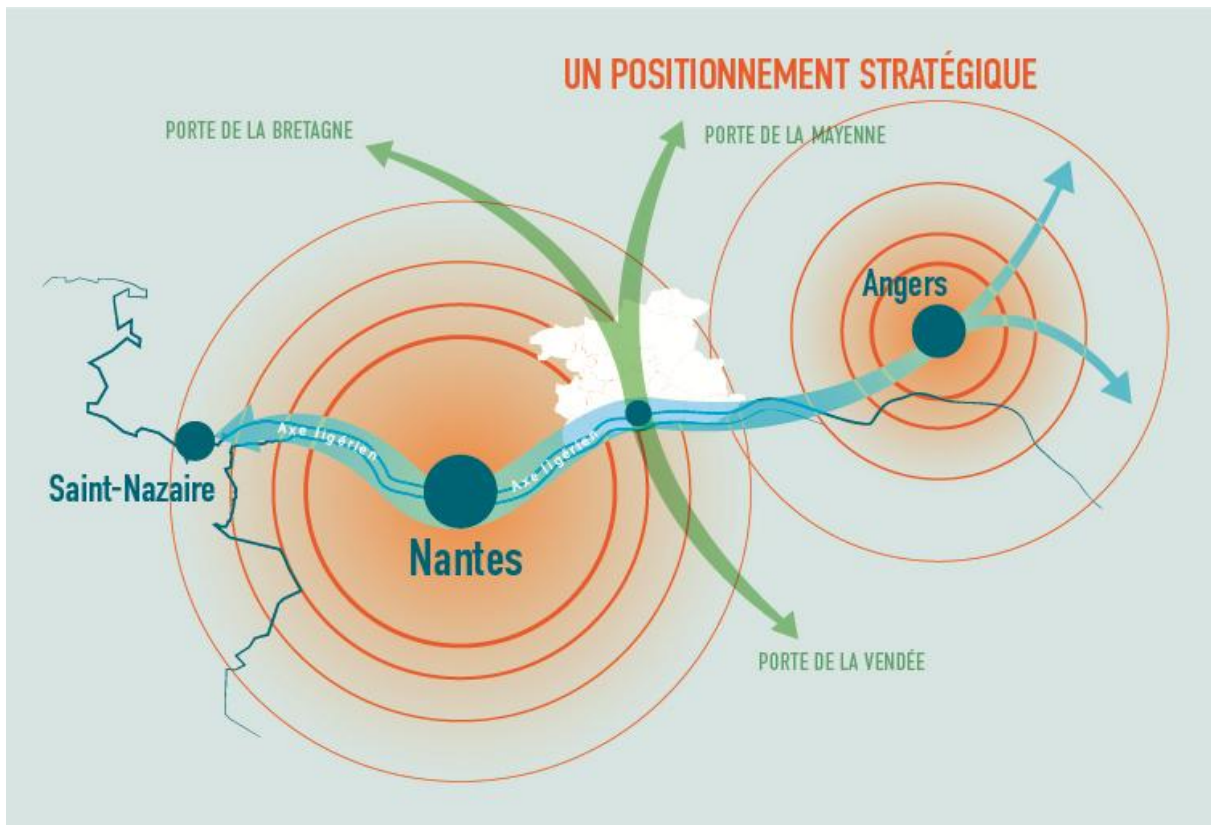 UN POSITIONNEMENT STRATÉGIQUE
PORTE DE LA BRETAGNE
PORTE DE LA MAYENNE
Angers
Axe ligérien
Axe ligérien
Saint-Nazaire
Nantes
PORTE DE LA VENDÉE